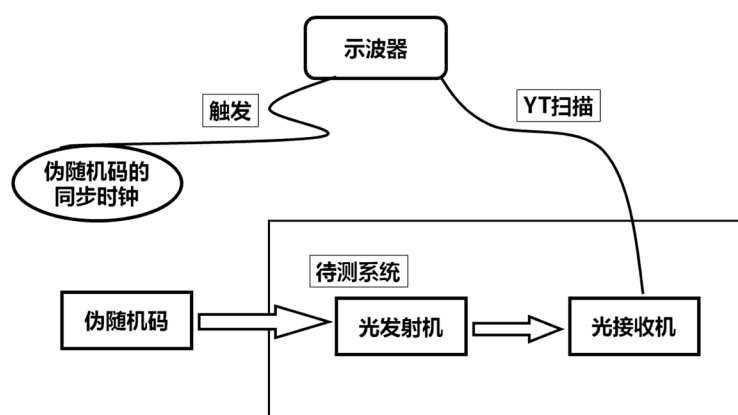 示波器
触发
YT扫描
伪随机码的
同步时钟
待测系统
伪随机码
光发射机
光接收机